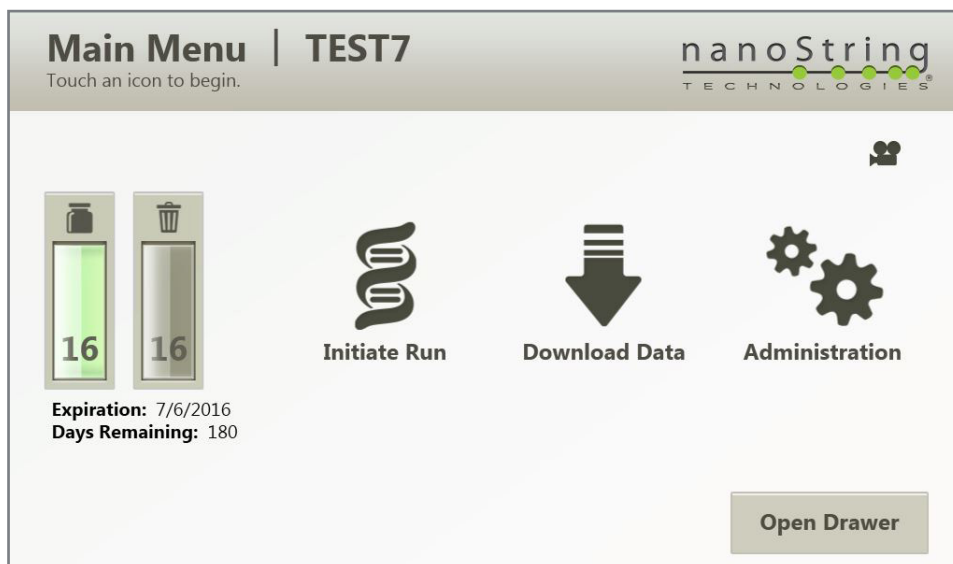 Main Menu | TEST7
Touch an icon to begin.
nanoString
TECHNOLOGIES®
16
16
Expiration: 7/6/2016
Days Remaining: 180
Initiate Run
Download Data
Administration
Open Drawer